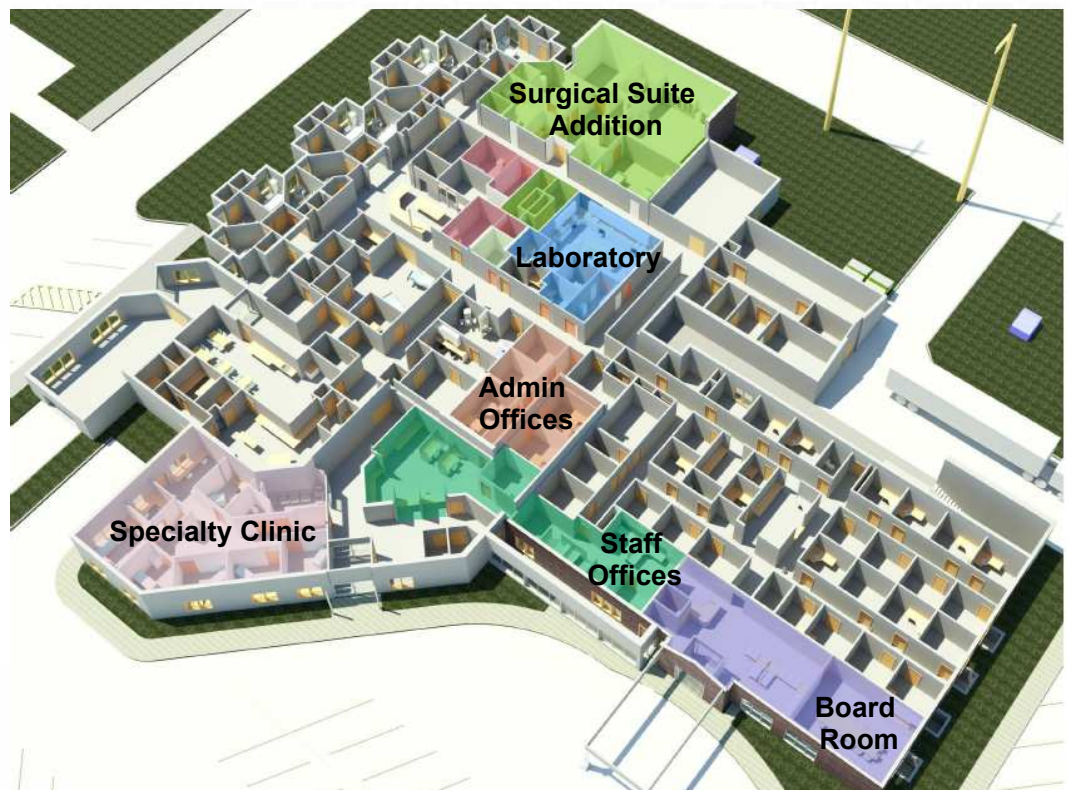 Surgical Suite
Addition
Laboratory
Admin
Offices
Specialty Clinic
Staff
Offices
Board
Room